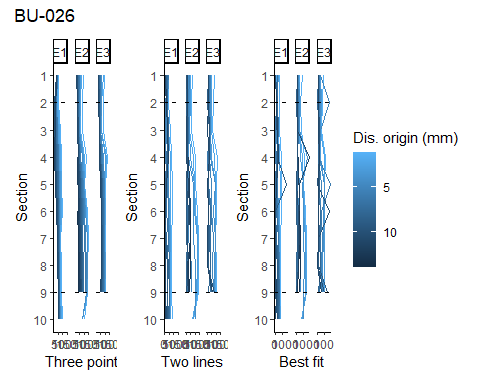 BU-026
E1 E2 E3 E1 E2 E3 E1 E2 E3
1 1 1
2 2 2
3 3 3
4 4 4
5 5 5
6 6 6
7 7 7
8 8 8
9 9 9
10 10 10
Section Section Section
Three point Two lines Best fit
Dis. origin (mm)
5
10